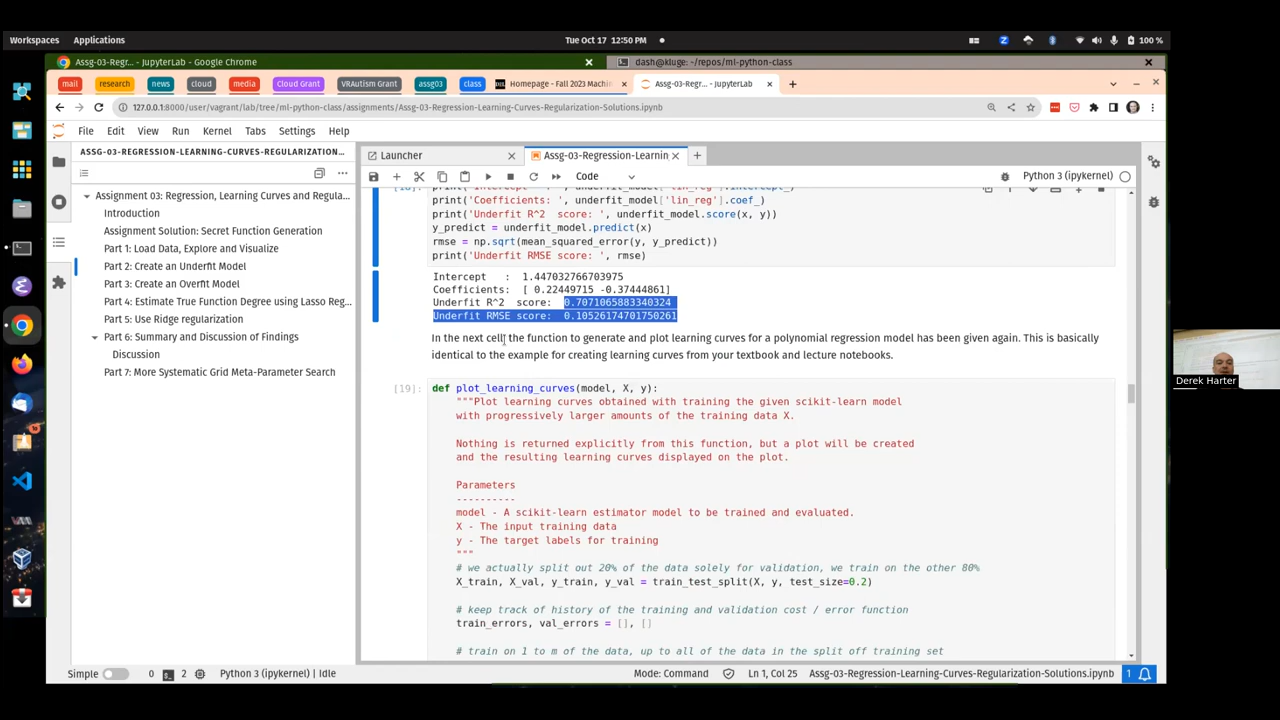 Workspaces Applications Tue Oct 17 12:50 PM 100 %
Assg-03-Regr... - JupyterLab - Google Chrome dash@kluge: ~/repos/ml-python-class
mail research news cloud media Cloud Grant VRAutism Grant assg03 class Homepage - Fall 2023 Machin Assg-03-Regr... - JupyterLab
127.0.0.1:8000/user/vagrant/lab/tree/ml-python-class/assignments/Assg-03-Regression-Learning-Curves-Regularization-Solutions.ipynb
File Edit View Run Kernel Tabs Settings Help
ASSG-03-REGRESSION-LEARNING-CURVES-REGULARIZATION...
Launcher Assg-03-Regression-Learnin
Code Python 3 (ipykernel)
Assignment 03: Regression, Learning Curves and Regula...
Introduction
Assignment Solution: Secret Function Generation
Part 1: Load Data, Explore and Visualize
Part 2: Create an Underfit Model
Part 3: Create an Overfit Model
Part 4: Estimate True Function Degree using Lasso Reg...
Part 5: Use Ridge regularization
Part 6: Summary and Discussion of Findings
Discussion
Part 7: More Systematic Grid Meta-Parameter Search
print('Coefficients: ', underfit_model['lin_reg'].coef_)
print('Underfit R^2  score: ', underfit_model.score(x, y))
y_predict = underfit_model.predict(x)
rmse = np.sqrt(mean_squared_error(y, y_predict))
print('Underfit RMSE score: ', rmse)
Intercept   :  1.447032766703975
Coefficients:  [ 0.22449715 -0.37444861]
Underfit R^2  score:  0.7071065883340324
Underfit RMSE score:  0.10526174701750261
In the next cell the function to generate and plot learning curves for a polynomial regression model has been given again. This is basically
identical to the example for creating learning curves from your textbook and lecture notebooks.
[19]: def plot_learning_curves(model, X, y):
"""Plot learning curves obtained with training the given scikit-learn model
with progressively larger amounts of the training data X.
Nothing is returned explicitly from this function, but a plot will be created
and the resulting learning curves displayed on the plot.
Parameters
----------
model - A scikit-learn estimator model to be trained and evaluated.
X - The input training data
y - The target labels for training
"""
# we actually split out 20% of the data solely for validation, we train on the other 80%
X_train, X_val, y_train, y_val = train_test_split(X, y, test_size=0.2)
# keep track of history of the training and validation cost / error function
train_errors, val_errors = [], []
# train on 1 to m of the data, up to all of the data in the split off training set
Derek Harter
Simple 0 2 Python 3 (ipykernel) | Idle Mode: Command Ln 1, Col 25 Assg-03-Regression-Learning-Curves-Regularization-Solutions.ipynb 1